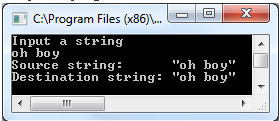 C:\Program Files (x86)\...
Input a string
oh boy
Source string:      "oh boy"
Destination string: "oh boy"